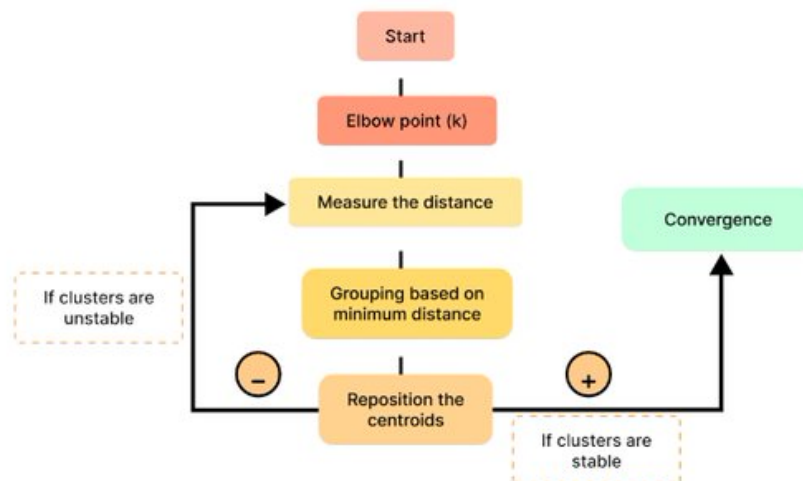 Start
Elbow point (k)
Measure the distance
Convergence
If clusters are
unstable
Grouping based on
minimum distance
−
+
Reposition the
centroids
If clusters are
stable